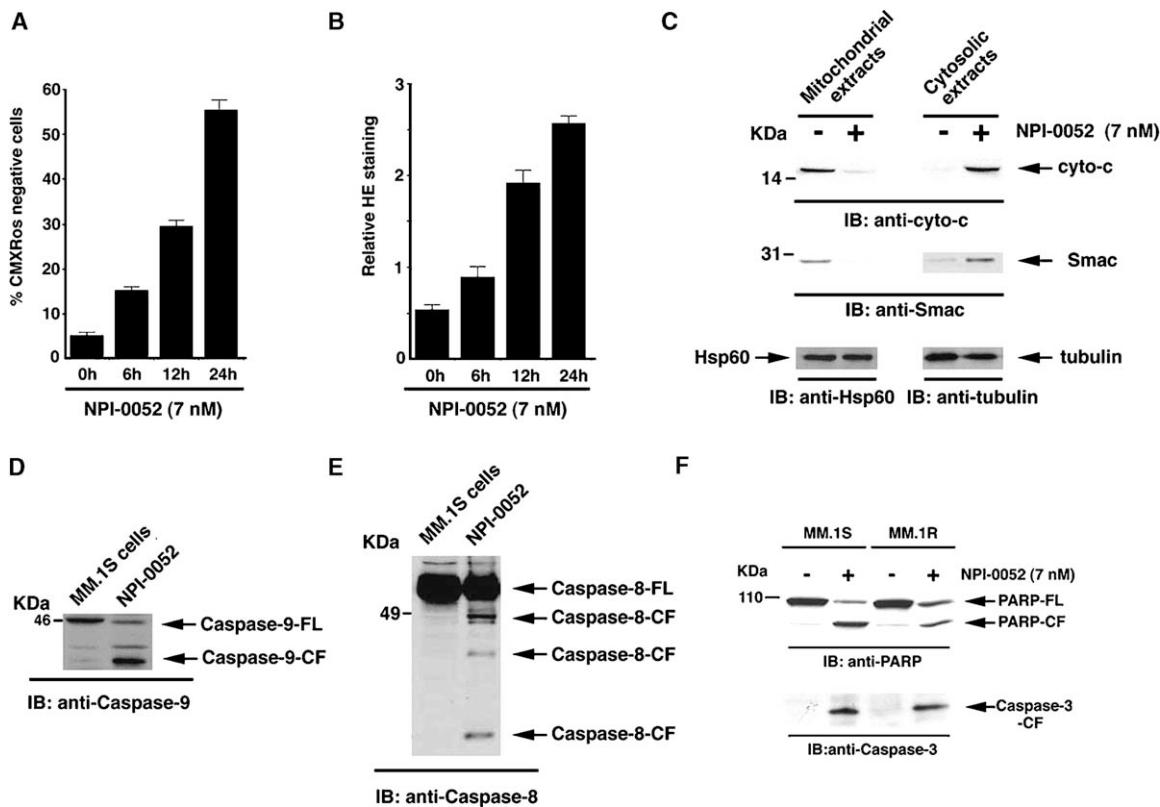 A
% CMXRos negative cells
60
50
40
30
20
10
0
0h 6h 12h 24h
NPI-0052 (7 nM)
B
Relative HE staining
3
2
1
0
0h 6h 12h 24h
NPI-0052 (7 nM)
C
Mitochondrial extracts
Cytosolic extracts
KDa - + - + NPI-0052 (7 nM)
14 cyto-c
IB: anti-cyto-c
31 Smac
IB: anti-Smac
Hsp60 tubulin
IB: anti-Hsp60 IB: anti-tubulin
D
MM.1S cells
NPI-0052
KDa
46 Caspase-9-FL
Caspase-9-CF
IB: anti-Caspase-9
E
MM.1S cells
NPI-0052
KDa
Caspase-8-FL
49 Caspase-8-CF
Caspase-8-CF
Caspase-8-CF
IB: anti-Caspase-8
F
MM.1S MM.1R
KDa - + - + NPI-0052 (7 nM)
110 PARP-FL
PARP-CF
IB: anti-PARP
Caspase-3
-CF
IB:anti-Caspase-3